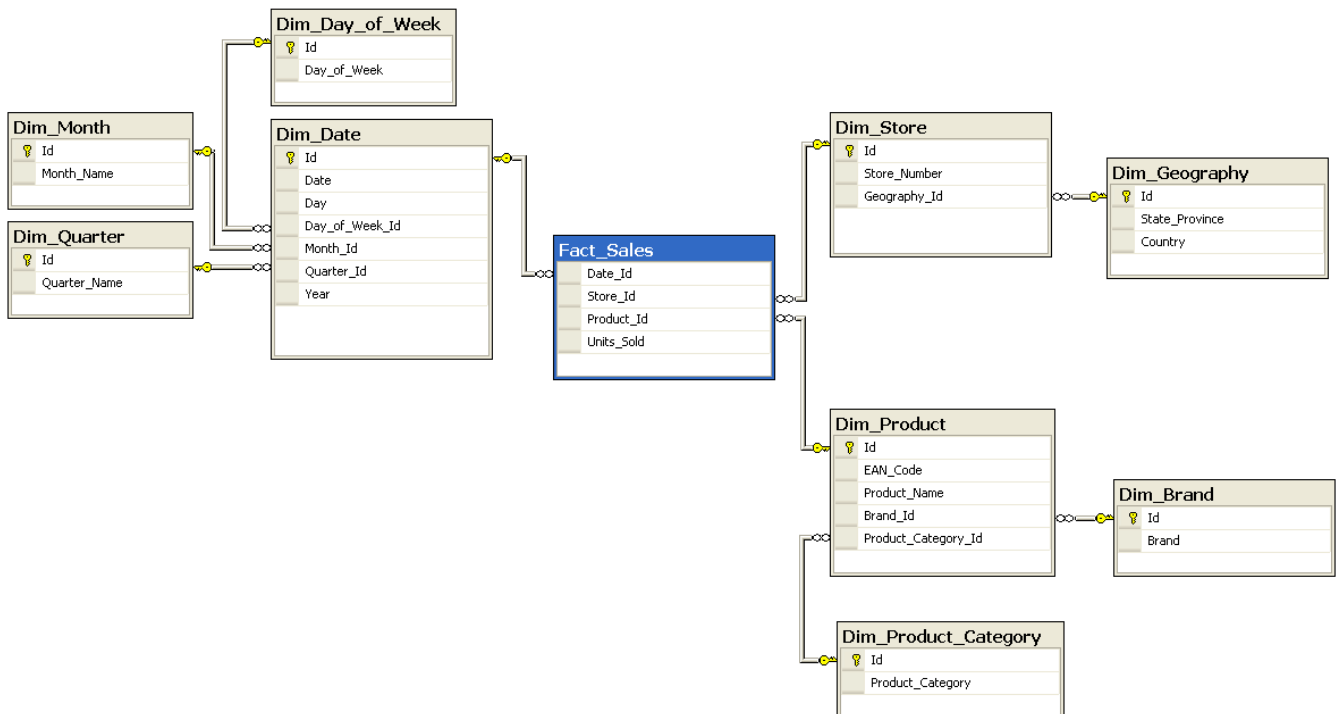 Dim_Day_of_Week
Id
Day_of_Week
Dim_Month
Id
Month_Name
Dim_Quarter
Id
Quarter_Name
Dim_Date
Id
Date
Day
Day_of_Week_Id
Month_Id
Quarter_Id
Year
Fact_Sales
Date_Id
Store_Id
Product_Id
Units_Sold
Dim_Store
Id
Store_Number
Geography_Id
Dim_Geography
Id
State_Province
Country
Dim_Product
Id
EAN_Code
Product_Name
Brand_Id
Product_Category_Id
Dim_Brand
Id
Brand
Dim_Product_Category
Id
Product_Category